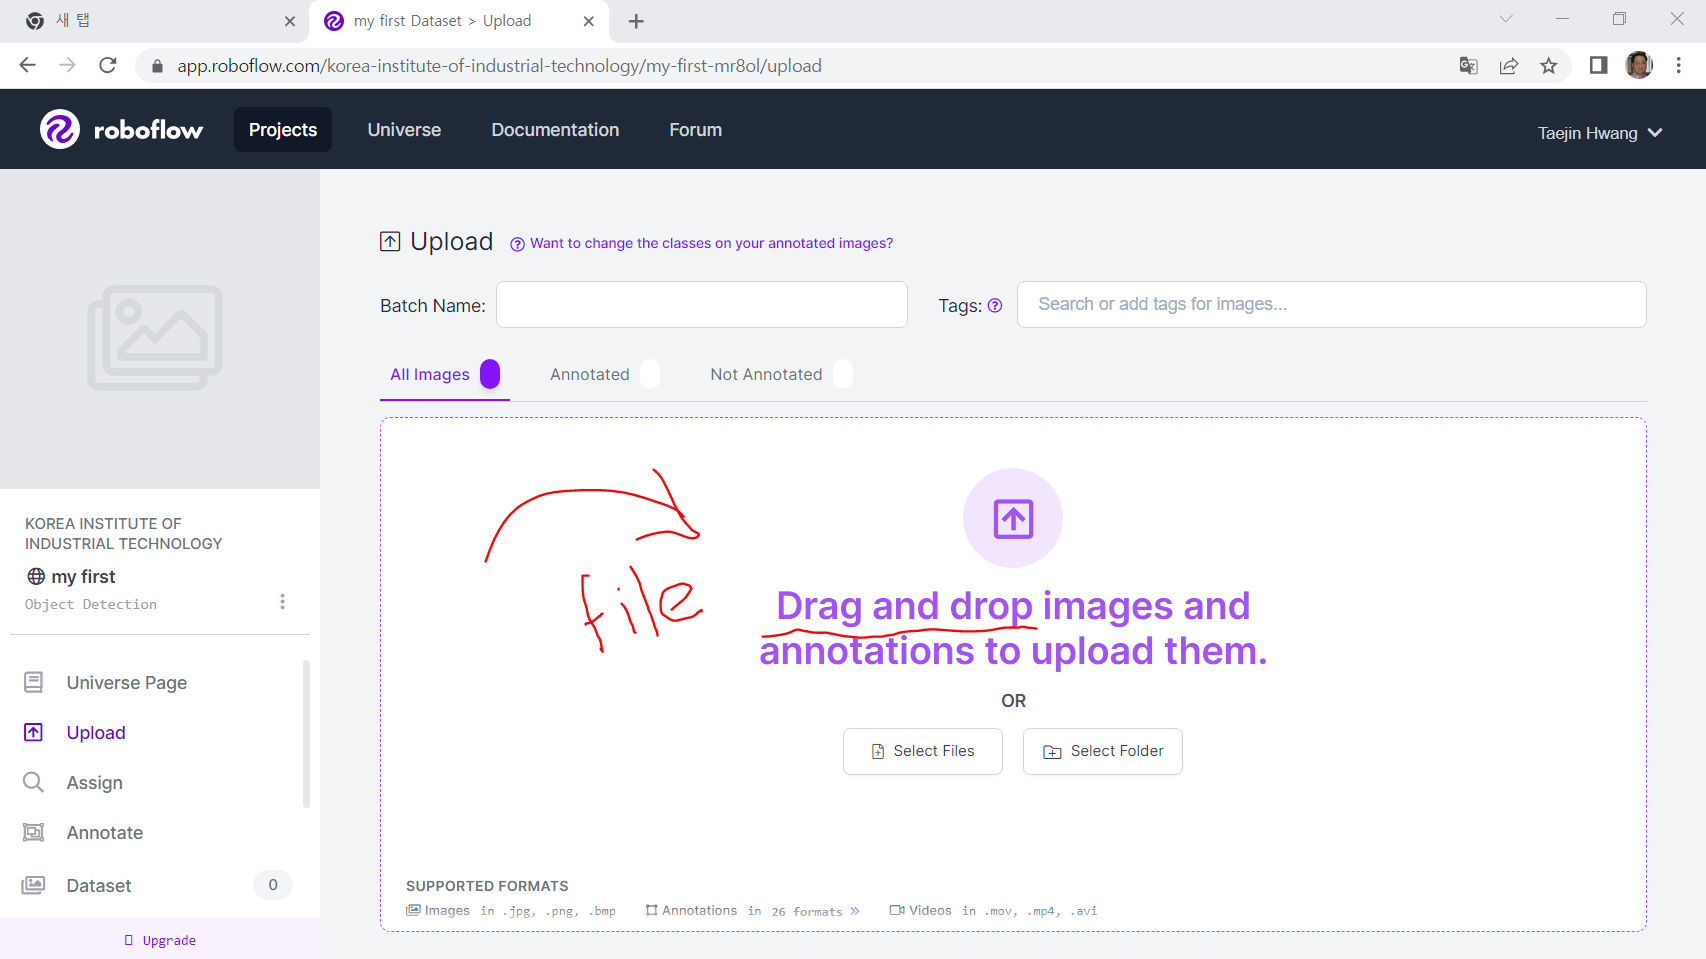 새 탭
my first Dataset > Upload
app.roboflow.com/korea-institute-of-industrial-technology/my-first-mr8ol/upload
roboflow
Projects
Universe
Documentation
Forum
Taejin Hwang
Upload
Want to change the classes on your annotated images?
Batch Name:
Tags:
Search or add tags for images...
All Images
Annotated
Not Annotated
file
Drag and drop images and
annotations to upload them.
OR
Select Files
Select Folder
SUPPORTED FORMATS
Images in .jpg, .png, .bmp
Annotations in 26 formats »
Videos in .mov, .mp4, .avi
KOREA INSTITUTE OF
INDUSTRIAL TECHNOLOGY
my first
Object Detection
Universe Page
Upload
Assign
Annotate
Dataset 0
Upgrade